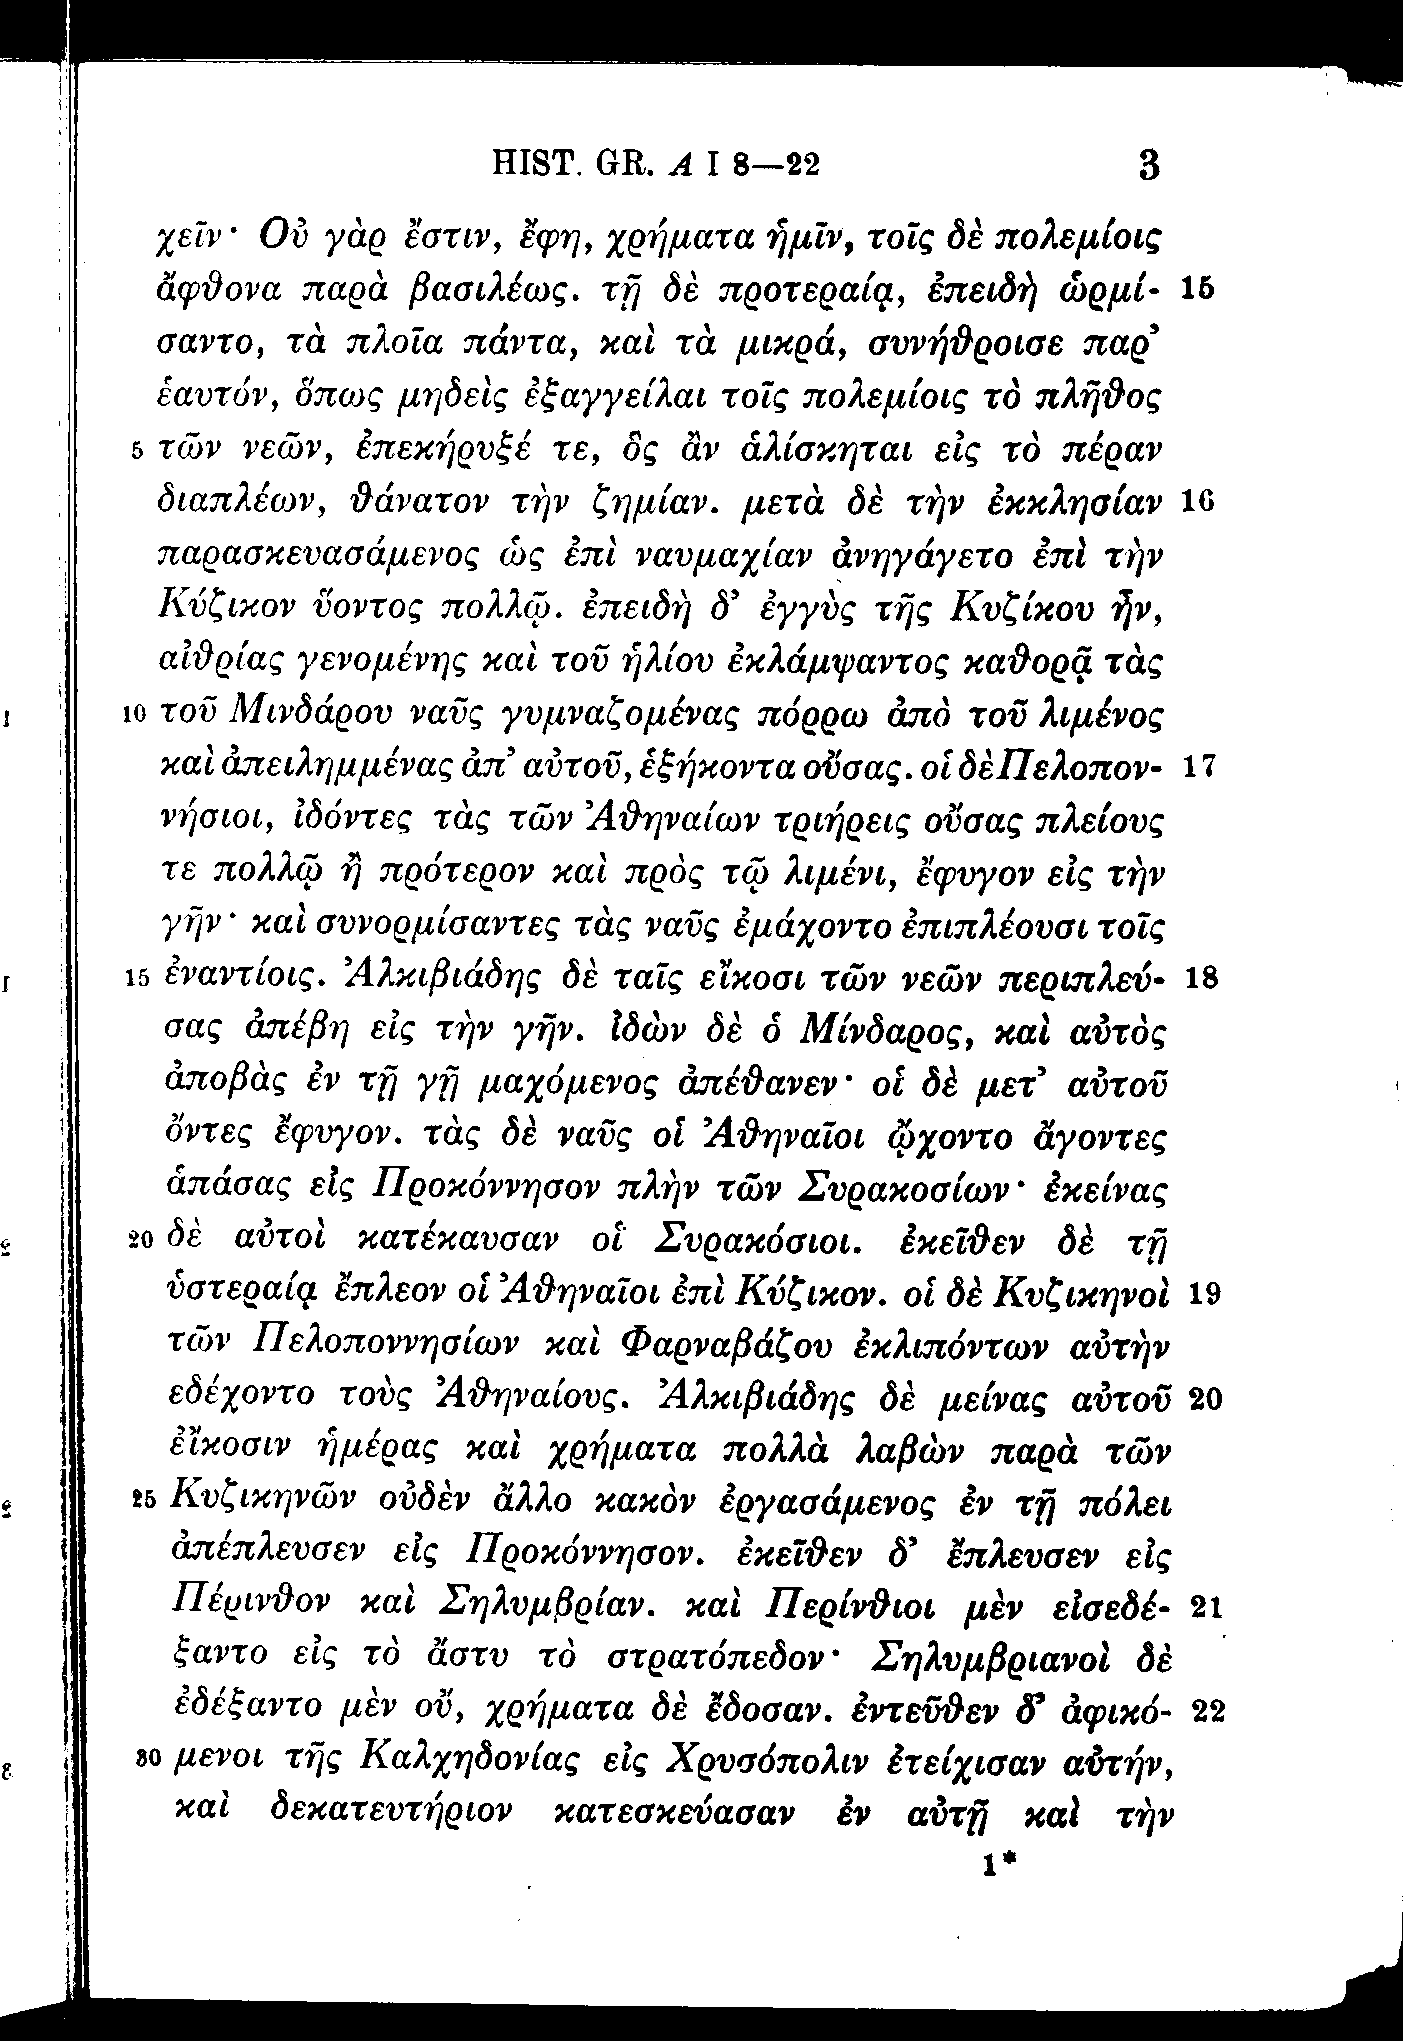 HIST. GR. Α I 8—22 3
χεῖν· Οὐ γὰρ ἔστιν, ἔφη, χρήματα ἡμῖν, τοῖς δὲ πολεμίοις
ἄφθονα παρὰ βασιλέως. τῇ δὲ προτεραίᾳ, ἐπειδὴ ὡρμί- 15
σαντο, τὰ πλοῖα πάντα, καὶ τὰ μικρά, συνήθροισε παρ’
ἑαυτόν, ὅπως μηδεὶς ἐξαγγείλαι τοῖς πολεμίοις τὸ πλῆθος
5 τῶν νεῶν, ἐπεκήρυξέ τε, ὃς ἂν ἁλίσκηται εἰς τὸ πέραν
διαπλέων, θάνατον τὴν ζημίαν. μετὰ δὲ τὴν ἐκκλησίαν 16
παρασκευασάμενος ὡς ἐπὶ ναυμαχίαν ἀνηγάγετο ἐπὶ τὴν
Κύζικον ὕοντος πολλῷ. ἐπειδὴ δ’ ἐγγὺς τῆς Κυζίκου ἦν,
αἰθρίας γενομένης καὶ τοῦ ἡλίου ἐκλάμψαντος καθορᾷ τὰς
10 τοῦ Μινδάρου ναῦς γυμναζομένας πόρρω ἀπὸ τοῦ λιμένος
καὶ ἀπειλημμένας ἀπ’ αὐτοῦ, ἑξήκοντα οὔσας. οἱ δὲ Πελοπον- 17
νήσιοι, ἰδόντες τὰς τῶν Ἀθηναίων τριήρεις οὔσας πλείους
τε πολλῷ ἢ πρότερον καὶ πρὸς τῷ λιμένι, ἔφυγον εἰς τὴν
γῆν· καὶ συνορμίσαντες τὰς ναῦς ἐμάχοντο ἐπιπλέουσι τοῖς
15 ἐναντίοις. Ἀλκιβιάδης δὲ ταῖς εἴκοσι τῶν νεῶν περιπλεύ- 18
σας ἀπέβη εἰς τὴν γῆν. ἰδὼν δὲ ὁ Μίνδαρος, καὶ αὐτὸς
ἀποβὰς ἐν τῇ γῇ μαχόμενος ἀπέθανεν· οἱ δὲ μετ’ αὐτοῦ
ὄντες ἔφυγον. τὰς δὲ ναῦς οἱ Ἀθηναῖοι ᾤχοντο ἄγοντες
ἁπάσας εἰς Προκόννησον πλὴν τῶν Συρακοσίων· ἐκείνας
20 δὲ αὐτοὶ κατέκαυσαν οἱ Συρακόσιοι. ἐκεῖθεν δὲ τῇ
ὑστεραίᾳ ἔπλεον οἱ Ἀθηναῖοι ἐπὶ Κύζικον. οἱ δὲ Κυζικηνοὶ 19
τῶν Πελοποννησίων καὶ Φαρναβάζου ἐκλιπόντων αὐτὴν
εδέχοντο τοὺς Ἀθηναίους. Ἀλκιβιάδης δὲ μείνας αὐτοῦ 20
εἴκοσιν ἡμέρας καὶ χρήματα πολλὰ λαβὼν παρὰ τῶν
25 Κυζικηνῶν οὐδὲν ἄλλο κακὸν ἐργασάμενος ἐν τῇ πόλει
ἀπέπλευσεν εἰς Προκόννησον. ἐκεῖθεν δ’ ἔπλευσεν εἰς
Πέρινθον καὶ Σηλυμβρίαν. καὶ Περίνθιοι μὲν εἰσεδέ- 21
ξαντο εἰς τὸ ἄστυ τὸ στρατόπεδον· Σηλυμβριανοὶ δὲ
ἐδέξαντο μὲν οὔ, χρήματα δὲ ἔδοσαν. ἐντεῦθεν δ’ ἀφικό- 22
30 μενοι τῆς Καλχηδονίας εἰς Χρυσόπολιν ἐτείχισαν αὐτήν,
καὶ δεκατευτήριον κατεσκεύασαν ἐν αὐτῇ καὶ τὴν
1*